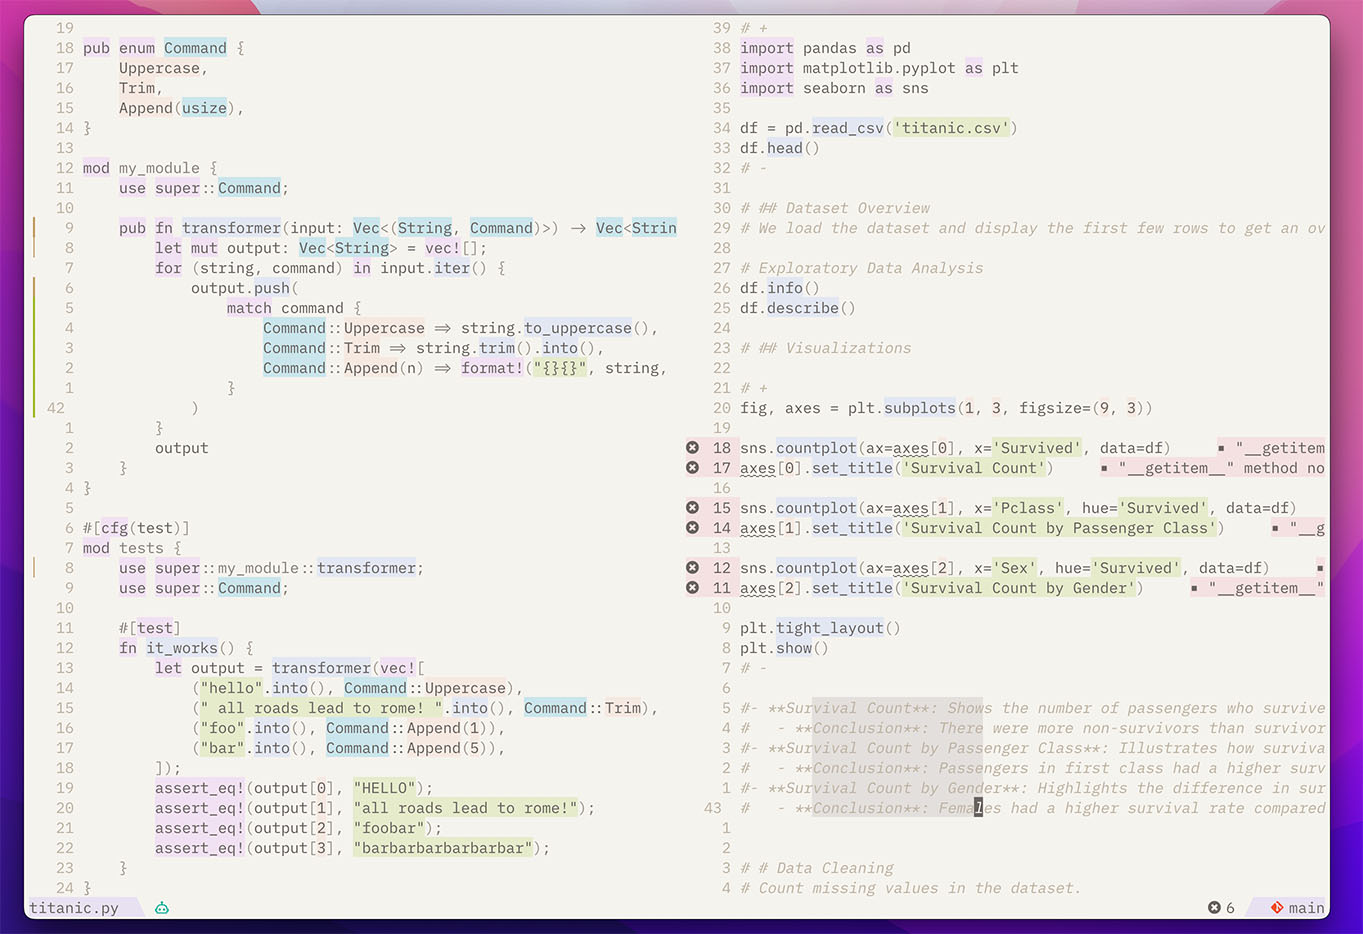 19
18 pub enum Command {
17     Uppercase,
16     Trim,
15     Append(usize),
14 }
13
12 mod my_module {
11     use super::Command;
10
9     pub fn transformer(input: Vec<(String, Command)>) → Vec<Strin
8         let mut output: Vec<String> = vec![];
7         for (string, command) in input.iter() {
6             output.push(
5                 match command {
4                     Command::Uppercase ⇒ string.to_uppercase(),
3                     Command::Trim ⇒ string.trim().into(),
2                     Command::Append(n) ⇒ format!("{}{}", string,
1                 }
42             )
1         }
2         output
3     }
4 }
5
6 #[cfg(test)]
7 mod tests {
8     use super::my_module::transformer;
9     use super::Command;
10
11     #[test]
12     fn it_works() {
13         let output = transformer(vec![
14             ("hello".into(), Command::Uppercase),
15             (" all roads lead to rome! ".into(), Command::Trim),
16             ("foo".into(), Command::Append(1)),
17             ("bar".into(), Command::Append(5)),
18         ]);
19         assert_eq!(output[0], "HELLO");
20         assert_eq!(output[1], "all roads lead to rome!");
21         assert_eq!(output[2], "foobar");
22         assert_eq!(output[3], "barbarbarbarbarbar");
23     }
24 }
39 # +
38 import pandas as pd
37 import matplotlib.pyplot as plt
36 import seaborn as sns
35
34 df = pd.read_csv('titanic.csv')
33 df.head()
32 # -
31
30 # ## Dataset Overview
29 # We load the dataset and display the first few rows to get an ov
28
27 # Exploratory Data Analysis
26 df.info()
25 df.describe()
24
23 # ## Visualizations
22
21 # +
20 fig, axes = plt.subplots(1, 3, figsize=(9, 3))
19
18 sns.countplot(ax=axes[0], x='Survived', data=df)     ▪ "__getitem
17 axes[0].set_title('Survival Count')     ▪ "__getitem__" method no
16
15 sns.countplot(ax=axes[1], x='Pclass', hue='Survived', data=df)
14 axes[1].set_title('Survival Count by Passenger Class')     ▪ "__g
13
12 sns.countplot(ax=axes[2], x='Sex', hue='Survived', data=df)     ▪
11 axes[2].set_title('Survival Count by Gender')     ▪ "__getitem__"
10
9 plt.tight_layout()
8 plt.show()
7 # -
6
5 #- **Survival Count**: Shows the number of passengers who survive
4 #   - **Conclusion**: There were more non-survivors than survivor
3 #- **Survival Count by Passenger Class**: Illustrates how surviva
2 #   - **Conclusion**: Passengers in first class had a higher surv
1 #- **Survival Count by Gender**: Highlights the difference in sur
43 #   - **Conclusion**: Females had a higher survival rate compared
1
2
3 # # Data Cleaning
4 # Count missing values in the dataset.
titanic.py
6 main